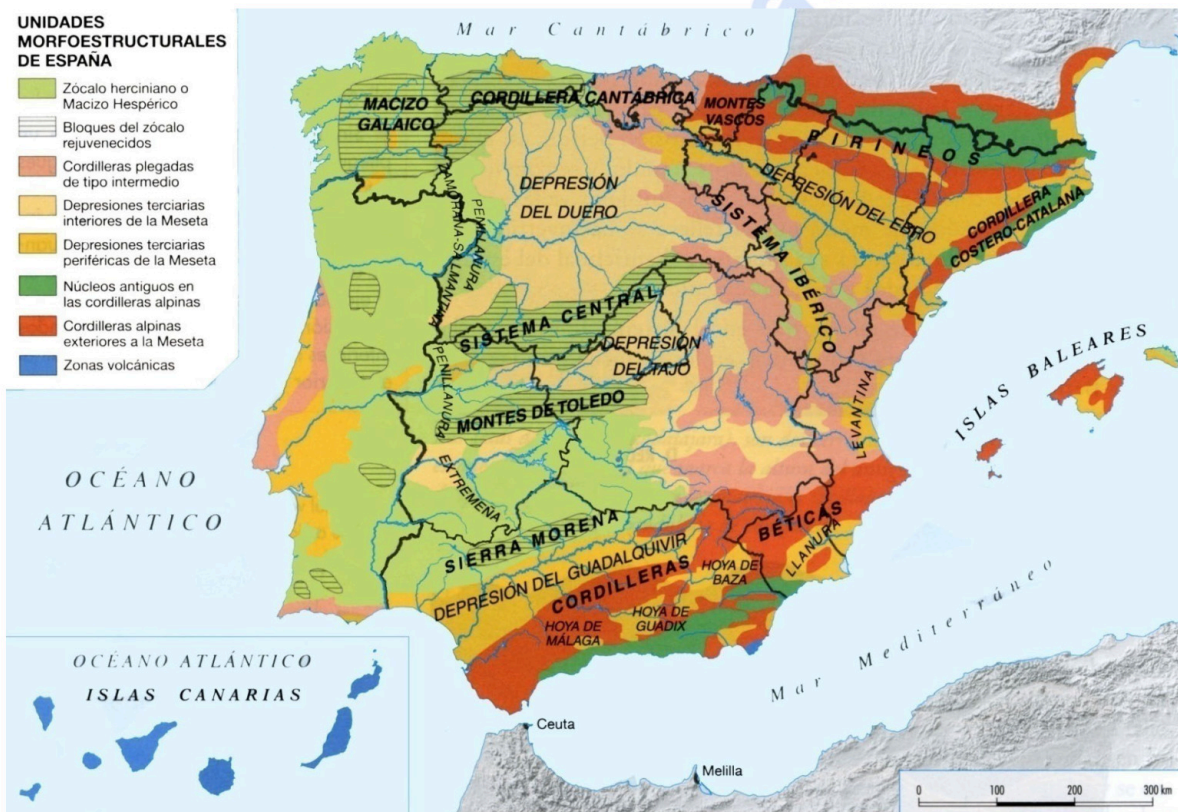 UNIDADES
MORFOESTRUCTURALES
DE ESPAÑA
Zócalo herciniano o
Macizo Hespérico
Bloques del zócalo
rejuvenecidos
Cordilleras plegadas
de tipo intermedio
Depresiones terciarias
interiores de la Meseta
Depresiones terciarias
periféricas de la Meseta
Núcleos antiguos en
las cordilleras alpinas
Cordilleras alpinas
exteriores a la Meseta
Zonas volcánicas
Mar Cantábrico
MACIZO
GALAICO
CORDILLERA CANTÁBRICA
MONTES
VASCOS
PIRINEOS
DEPRESIÓN
DEL DUERO
DEPRESIÓN DEL EBRO
CORDILLERA
COSTERO-CATALANA
PENILLANURA
ZAMORANA-SALMANTINA
SISTEMA IBÉRICO
SISTEMA CENTRAL
DEPRESIÓN
DEL TAJO
PENILLANURA
EXTREMEÑA
MONTES DE TOLEDO
LLANURA
LEVANTINA
ISLAS BALEARES
OCÉANO
ATLÁNTICO
SIERRA MORENA
DEPRESIÓN DEL GUADALQUIVIR
CORDILLERAS
BÉTICAS
HOYA DE
BAZA
HOYA DE
GUADIX
HOYA DE
MÁLAGA
Mar Mediterráneo
OCÉANO ATLÁNTICO
ISLAS CANARIAS
Ceuta
Melilla
0 100 200 300 km